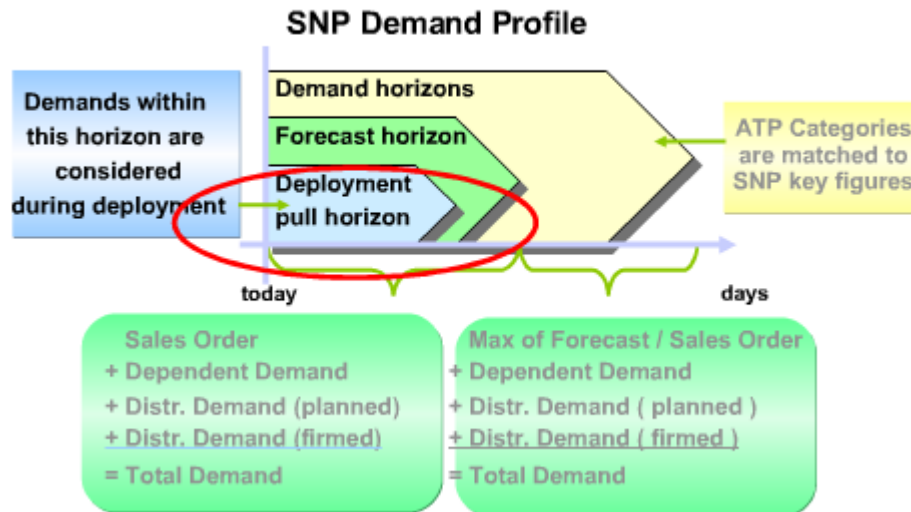 SNP Demand Profile
Demands within
this horizon are
considered
during deployment
Demand horizons
Forecast horizon
Deployment
pull horizon
ATP Categories
are matched to
SNP key figures
today
days
Sales Order
+ Dependent Demand
+ Distr. Demand (planned)
+ Distr. Demand (firmed)
= Total Demand
Max of Forecast / Sales Order
+ Dependent Demand
+ Distr. Demand ( planned )
+ Distr. Demand ( firmed )
= Total Demand